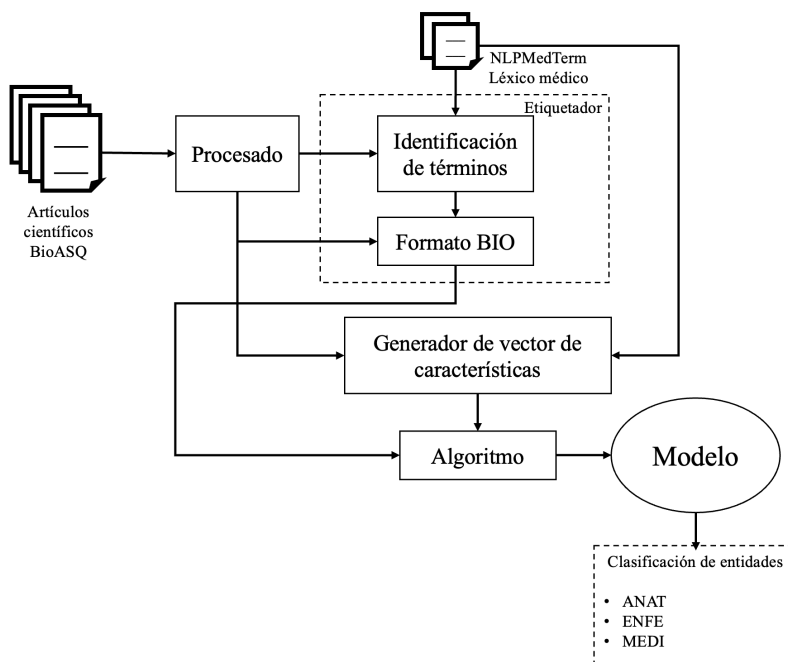 NLPMedTerm
Léxico médico
Etiquetador
Procesado
Identificación
de términos
Artículos
científicos
BioASQ
Formato BIO
Generador de vector de
características
Algoritmo
Modelo
Clasificación de entidades
• ANAT
• ENFE
• MEDI